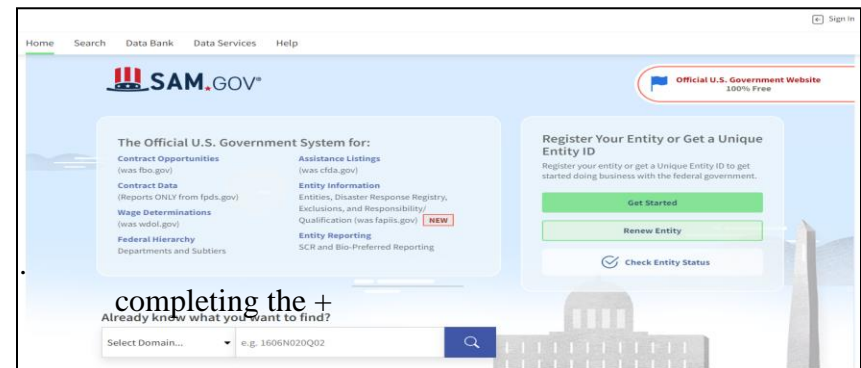 Sign In
Home Search Data Bank Data Services Help
SAM.GOV®
Official U.S. Government Website
100% Free
The Official U.S. Government System for:
Contract Opportunities
(was fbo.gov)
Contract Data
(Reports ONLY from fpds.gov)
Wage Determinations
(was wdol.gov)
Federal Hierarchy
Departments and Subtiers
Assistance Listings
(was cfda.gov)
Entity Information
Entities, Disaster Response Registry,
Exclusions, and Responsibility/
Qualification (was fapiis.gov) NEW
Entity Reporting
SCR and Bio-Preferred Reporting
Register Your Entity or Get a Unique
Entity ID
Register your entity or get a Unique Entity ID to get
started doing business with the federal government.
Get Started
Renew Entity
Check Entity Status
.
completing the +
Already know what you want to find?
Select Domain... e.g. 1606N020Q02